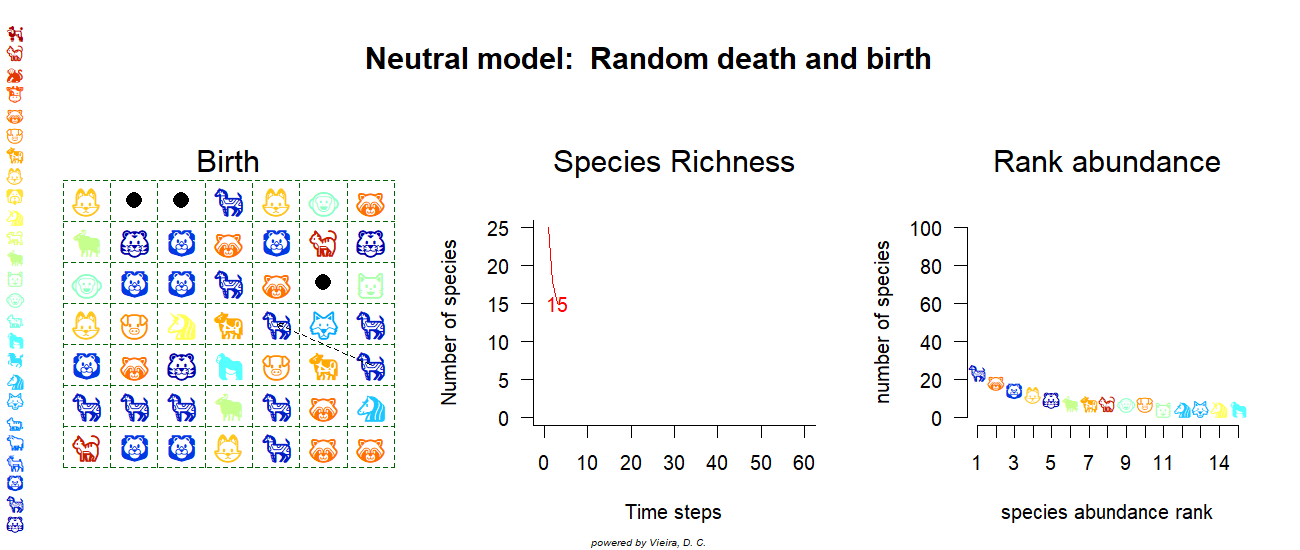 Neutral model:  Random death and birth
Birth
Species Richness
Number of species
25
20
15
10
5
0
15
0 10 20 30 40 50 60
Time steps
Rank abundance
number of species
100
80
60
40
20
0
1 3 5 7 9 11 14
species abundance rank
powered by Vieira, D. C.